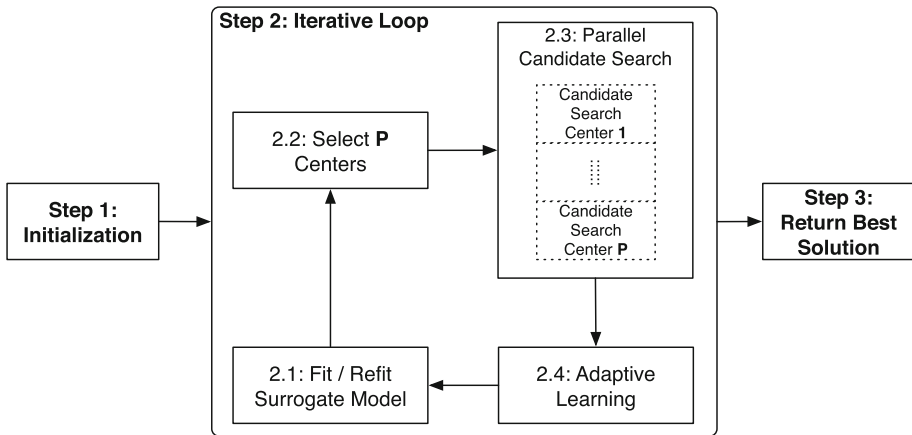 Step 2: Iterative Loop
2.3: Parallel
Candidate Search
Candidate
Search
Center 1
Candidate
Search
Center P
2.2: Select P
Centers
Step 1:
Initialization
Step 3:
Return Best
Solution
2.1: Fit / Refit
Surrogate Model
2.4: Adaptive
Learning